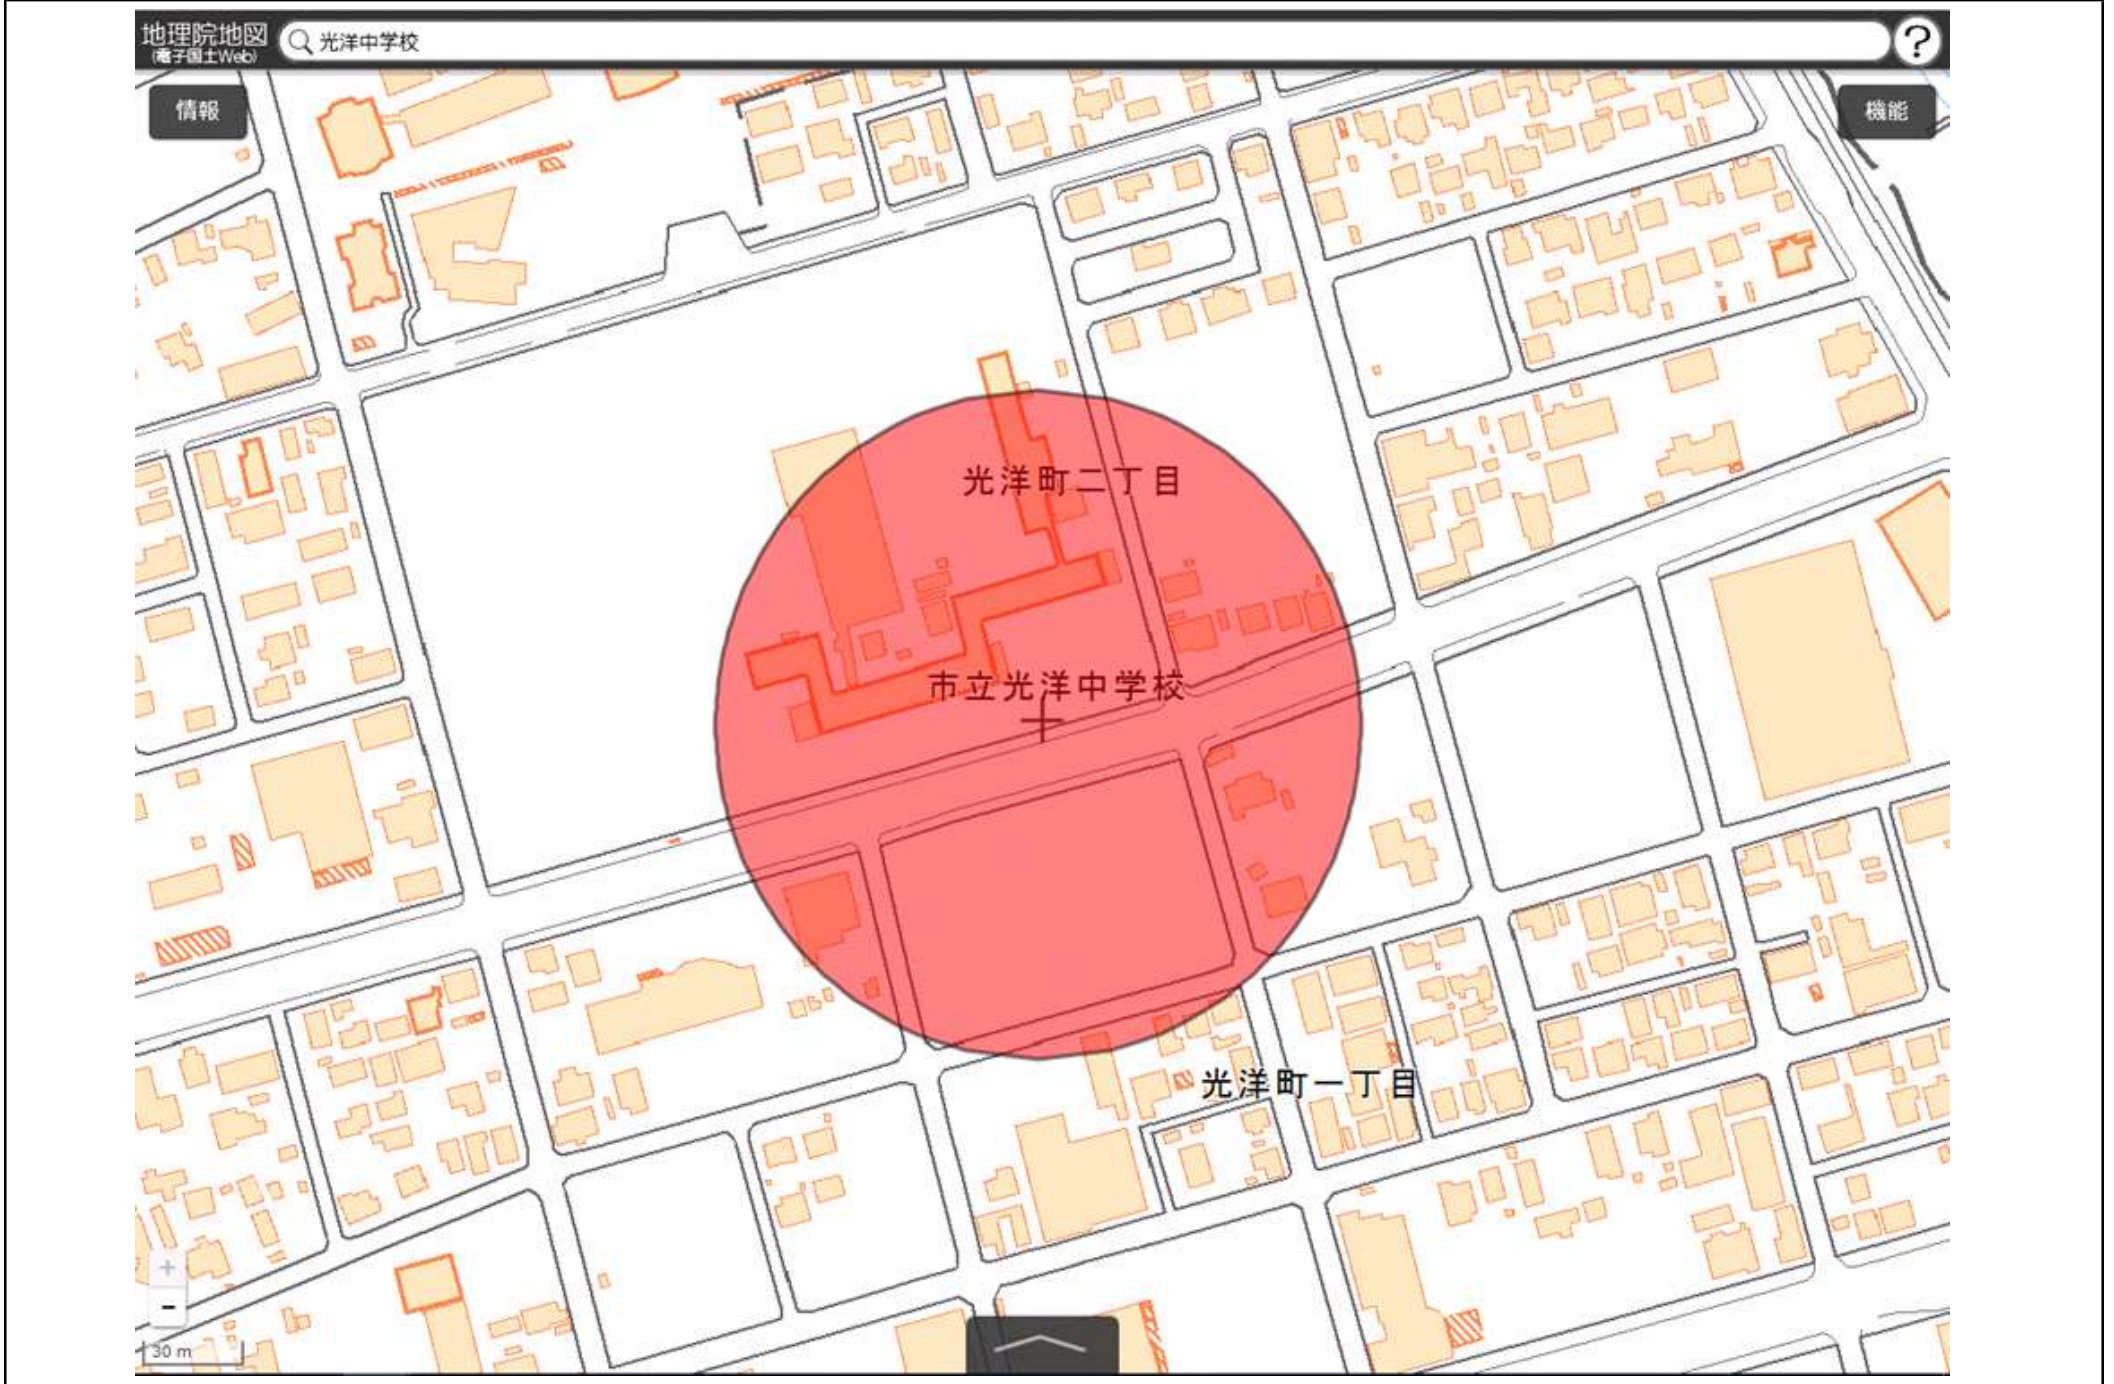 地理院地図
(電子国土Web)
光洋中学校
?
情報
機能
光洋町二丁目
市立光洋中学校
光洋町一丁目
+
-
30 m